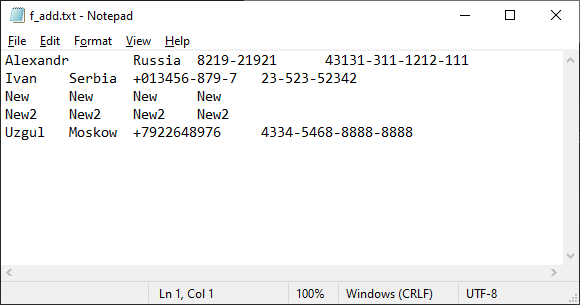 f_add.txt - Notepad
File Edit Format View Help
Alexandr	Russia	8219-21921	43131-311-1212-111
Ivan	Serbia	+013456-879-7	23-523-52342
New	New	New	New
New2	New2	New2	New2
Uzgul	Moskow	+7922648976	4334-5468-8888-8888
Ln 1, Col 1	100%	Windows (CRLF)	UTF-8